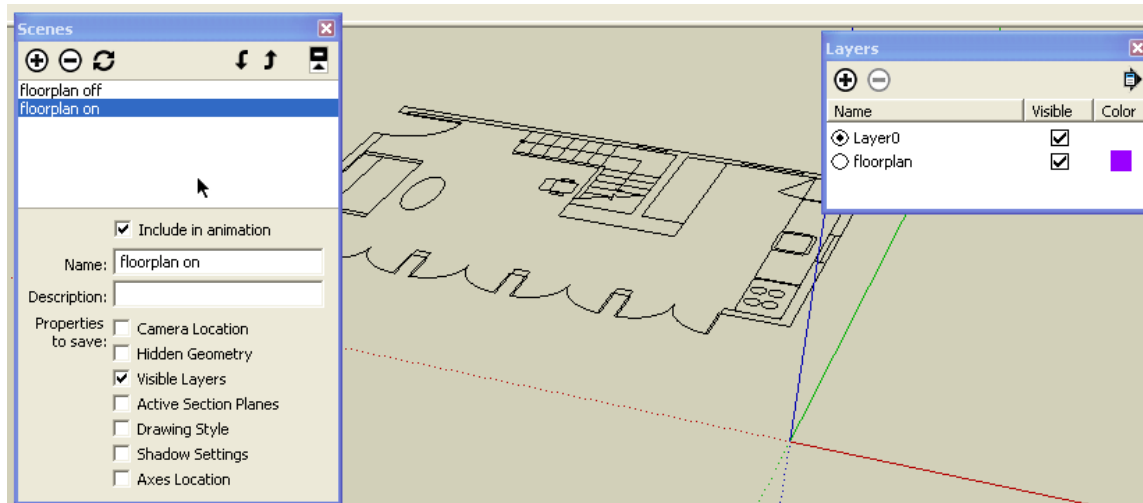 Scenes
floorplan off
floorplan on
Include in animation
Name: floorplan on
Description:
Properties to save:
Camera Location
Hidden Geometry
Visible Layers
Active Section Planes
Drawing Style
Shadow Settings
Axes Location
Layers
Name Visible Color
Layer0
floorplan